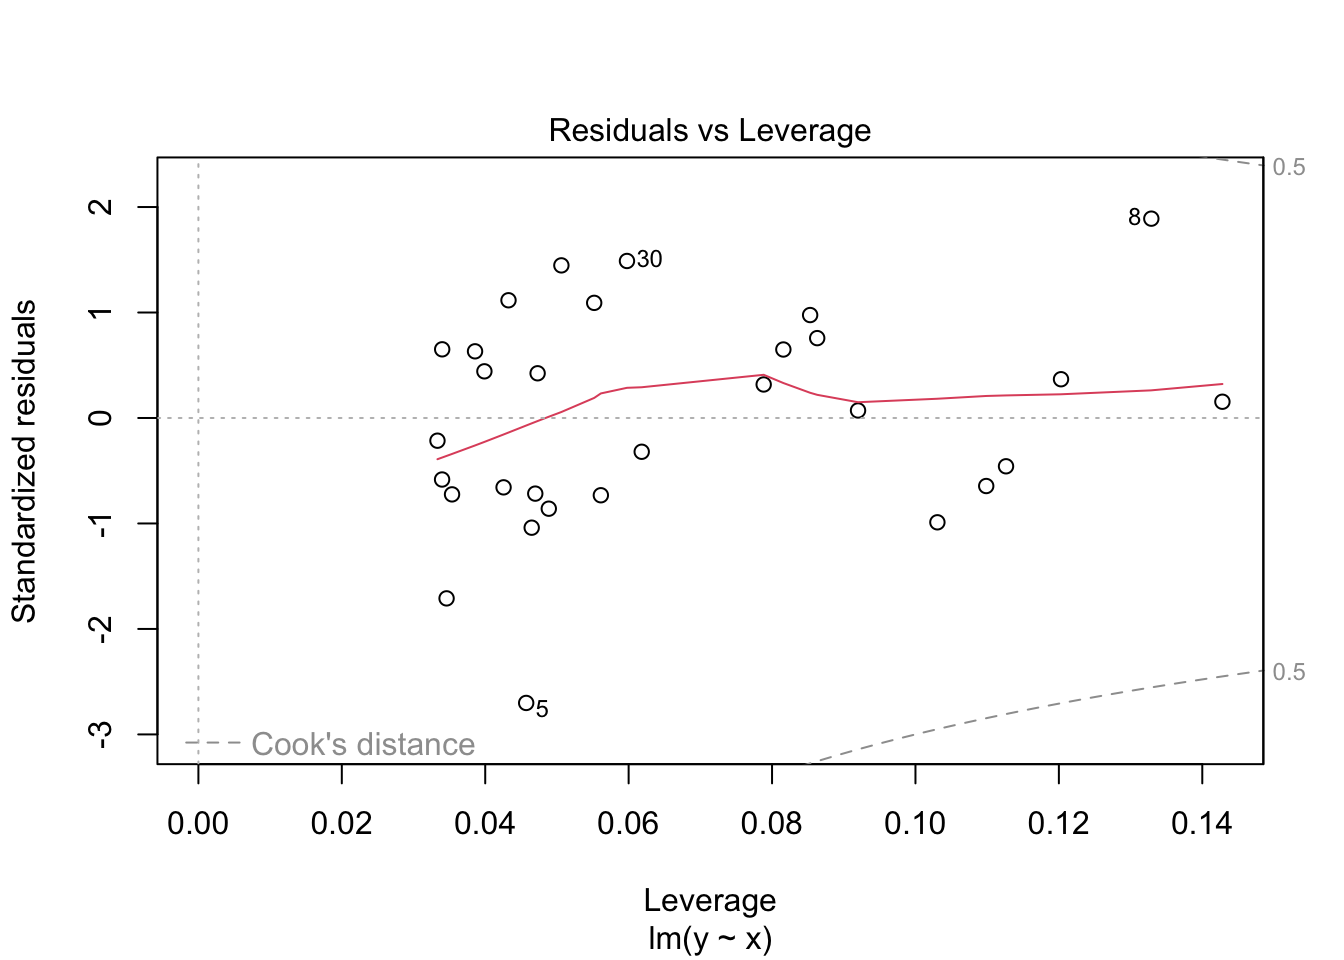 Residuals vs Leverage
Standardized residuals
2
1
0
-1
-2
-3
0.5
0.5
8
30
5
Cook's distance
0.00 0.02 0.04 0.06 0.08 0.10 0.12 0.14
Leverage
lm(y ~ x)